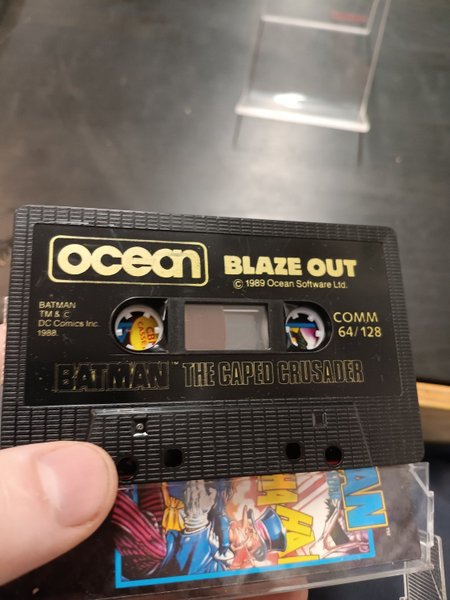 ocean
BLAZE OUT
© 1989 Ocean Software Ltd.
BATMAN
TM & ©
DC Comics Inc.
1988.
COMM
64/128
BATMAN™ THE CAPED CRUSADER
HA
HA